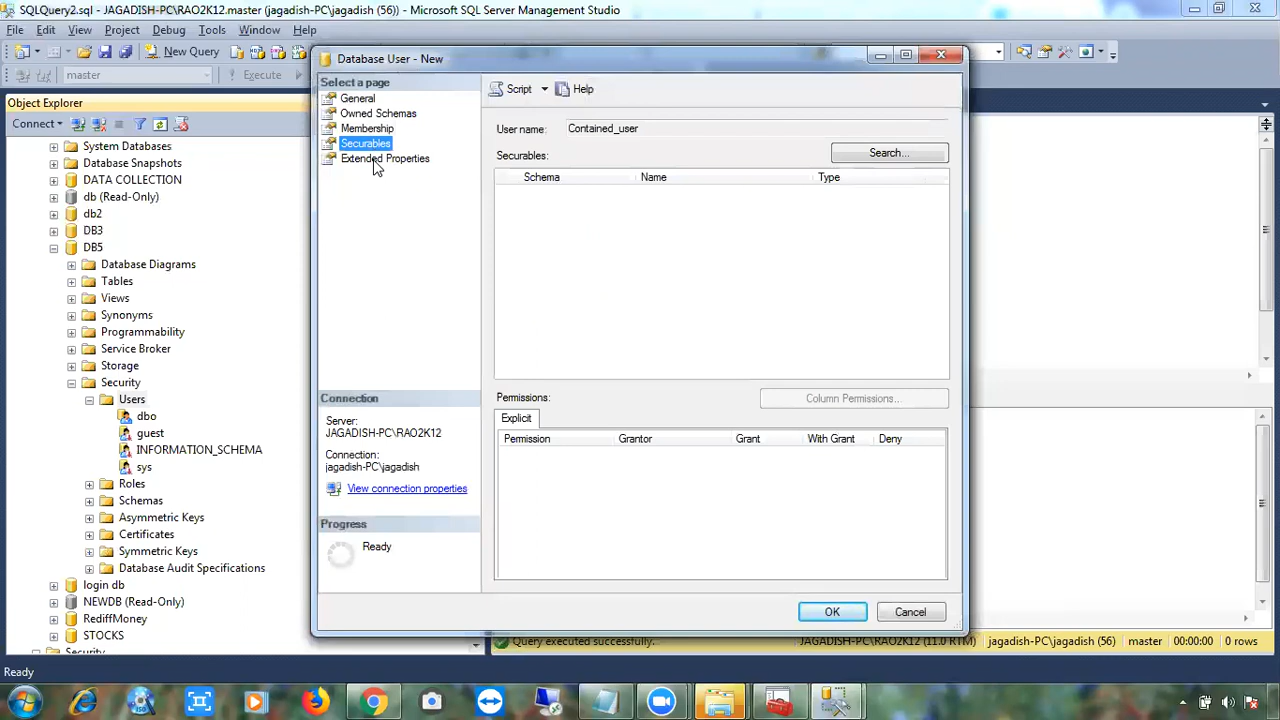 SQLQuery2.sql - JAGADISH-PC\RAO2K12.master (jagadish-PC\jagadish (56)) - Microsoft SQL Server Management Studio
File Edit View Project Debug Tools Window Help
New Query
master
Execute
Object Explorer
Connect
System Databases
Database Snapshots
DATA COLLECTION
db (Read-Only)
db2
DB3
DB5
Database Diagrams
Tables
Views
Synonyms
Programmability
Service Broker
Storage
Security
Users
dbo
guest
INFORMATION_SCHEMA
sys
Roles
Schemas
Asymmetric Keys
Certificates
Symmetric Keys
Database Audit Specifications
login db
NEWDB (Read-Only)
RediffMoney
STOCKS
Security
Database User - New
Select a page
General
Owned Schemas
Membership
Securables
Extended Properties
Connection
Server:
JAGADISH-PC\RAO2K12
Connection:
jagadish-PC\jagadish
View connection properties
Progress
Ready
Script Help
User name: Contained_user
Securables: Search...
Schema Name Type
Permissions: Column Permissions...
Explicit
Permission Grantor Grant With Grant Deny
OK Cancel
Query executed successfully. JAGADISH-PC\RAO2K12 (11.0 RTM) jagadish-PC\jagadish (56) master 00:00:00 0 rows
Ready